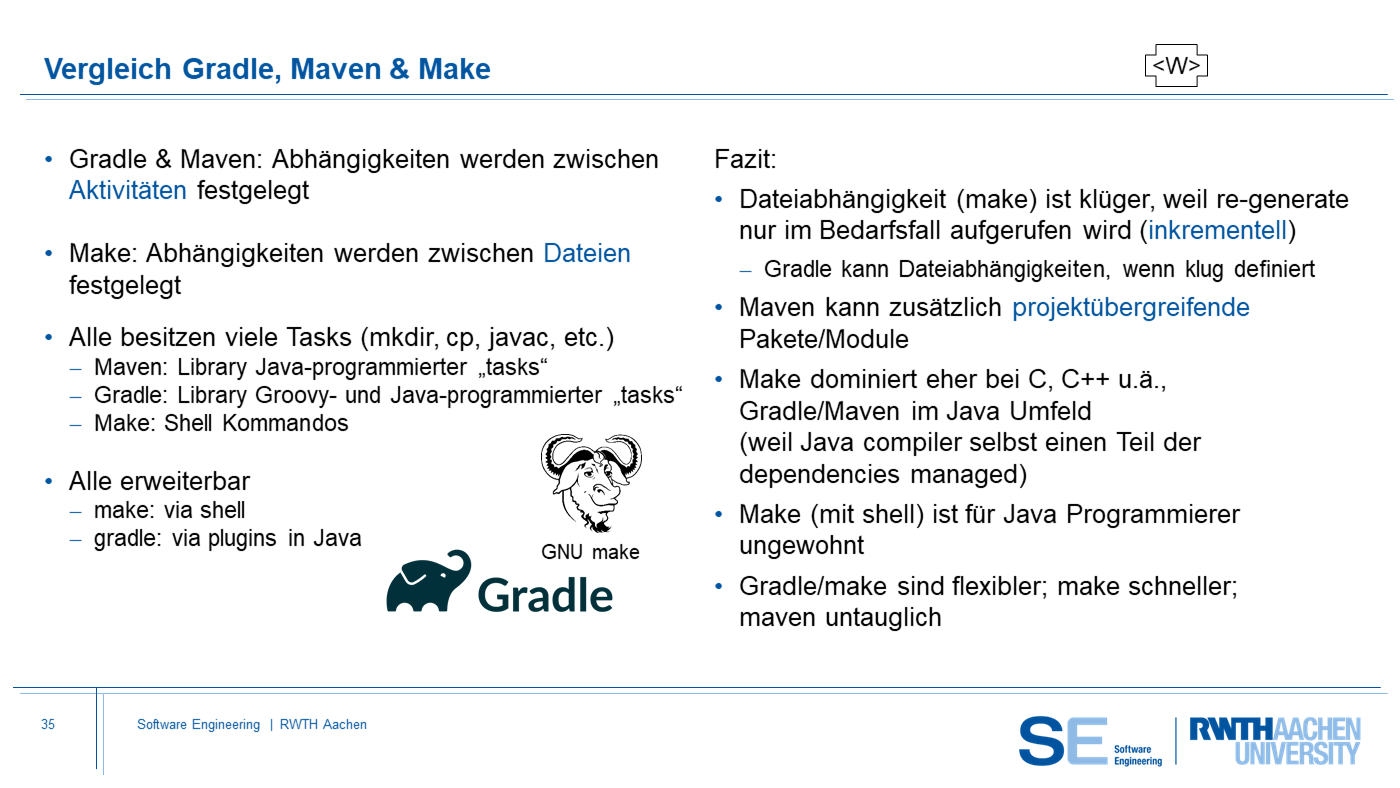 Vergleich Gradle, Maven & Make
<W>
• Gradle & Maven: Abhängigkeiten werden zwischen
Aktivitäten festgelegt
• Make: Abhängigkeiten werden zwischen Dateien
festgelegt
• Alle besitzen viele Tasks (mkdir, cp, javac, etc.)
– Maven: Library Java-programmierter „tasks“
– Gradle: Library Groovy- und Java-programmierter „tasks“
– Make: Shell Kommandos
• Alle erweiterbar
– make: via shell
– gradle: via plugins in Java
GNU make
Gradle
Fazit:
• Dateiabhängigkeit (make) ist klüger, weil re-generate
nur im Bedarfsfall aufgerufen wird (inkrementell)
– Gradle kann Dateiabhängigkeiten, wenn klug definiert
• Maven kann zusätzlich projektübergreifende
Pakete/Module
• Make dominiert eher bei C, C++ u.ä.,
Gradle/Maven im Java Umfeld
(weil Java compiler selbst einen Teil der
dependencies managed)
• Make (mit shell) ist für Java Programmierer
ungewohnt
• Gradle/make sind flexibler; make schneller;
maven untauglich
35
Software Engineering | RWTH Aachen
SE Software
Engineering
RWTH AACHEN
UNIVERSITY